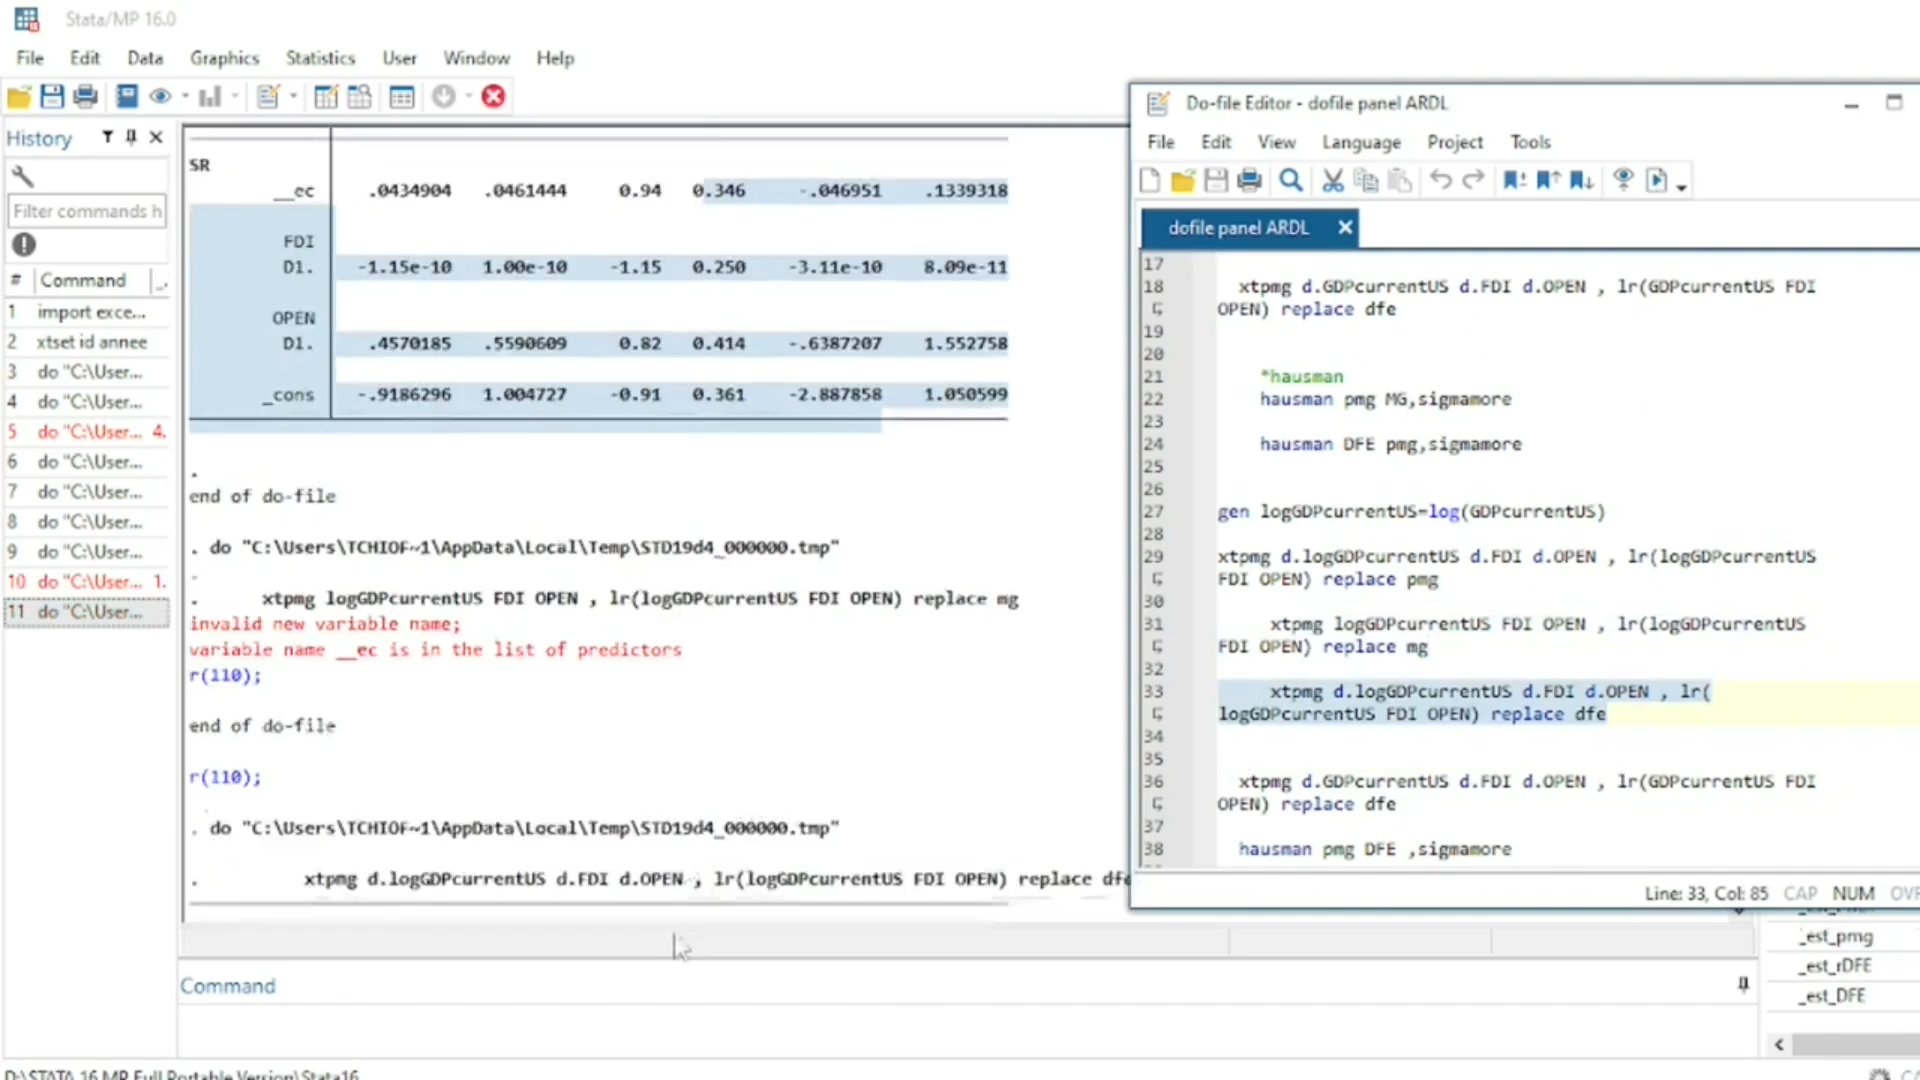 Stata/MP 16.0
File Edit Data Graphics Statistics User Window Help
History
Filter commands h
# Command
1 import exce...
2 xtset id annee
3 do "C:\User...
4 do "C:\User...
5 do "C:\User... 4.
6 do "C:\User...
7 do "C:\User...
8 do "C:\User...
9 do "C:\User...
10 do "C:\User... 1.
11 do "C:\User...
SR
__ec .0434904 .0461444 0.94 0.346 -.046951 .1339318
FDI
D1. -1.15e-10 1.00e-10 -1.15 0.250 -3.11e-10 8.09e-11
OPEN
D1. .4570185 .5590609 0.82 0.414 -.6387207 1.552758
_cons -.9186296 1.004727 -0.91 0.361 -2.887858 1.050599
.
end of do-file
. do "C:\Users\TCHIOF~1\AppData\Local\Temp\STD19d4_000000.tmp"
.
. xtpmg logGDPcurrentUS FDI OPEN , lr(logGDPcurrentUS FDI OPEN) replace mg
invalid new variable name;
variable name __ec is in the list of predictors
r(110);
end of do-file
r(110);
. do "C:\Users\TCHIOF~1\AppData\Local\Temp\STD19d4_000000.tmp"
. xtpmg d.logGDPcurrentUS d.FDI d.OPEN , lr(logGDPcurrentUS FDI OPEN) replace dfe
Command
Do-file Editor - dofile panel ARDL
File Edit View Language Project Tools
dofile panel ARDL
17
18 xtpmg d.GDPcurrentUS d.FDI d.OPEN , lr(GDPcurrentUS FDI
OPEN) replace dfe
19
20
21 *hausman
22 hausman pmg MG,sigmamore
23
24 hausman DFE pmg,sigmamore
25
26
27 gen logGDPcurrentUS=log(GDPcurrentUS)
28
29 xtpmg d.logGDPcurrentUS d.FDI d.OPEN , lr(logGDPcurrentUS
FDI OPEN) replace pmg
30
31 xtpmg logGDPcurrentUS FDI OPEN , lr(logGDPcurrentUS
FDI OPEN) replace mg
32
33 xtpmg d.logGDPcurrentUS d.FDI d.OPEN , lr(
logGDPcurrentUS FDI OPEN) replace dfe
34
35
36 xtpmg d.GDPcurrentUS d.FDI d.OPEN , lr(GDPcurrentUS FDI
OPEN) replace dfe
37
38 hausman pmg DFE ,sigmamore
Line: 33, Col: 85 CAP NUM OVR
_est_pmg
_est_rDFE
_est_DFE
D:\STATA 16 MP Full Portable Version\Stata16